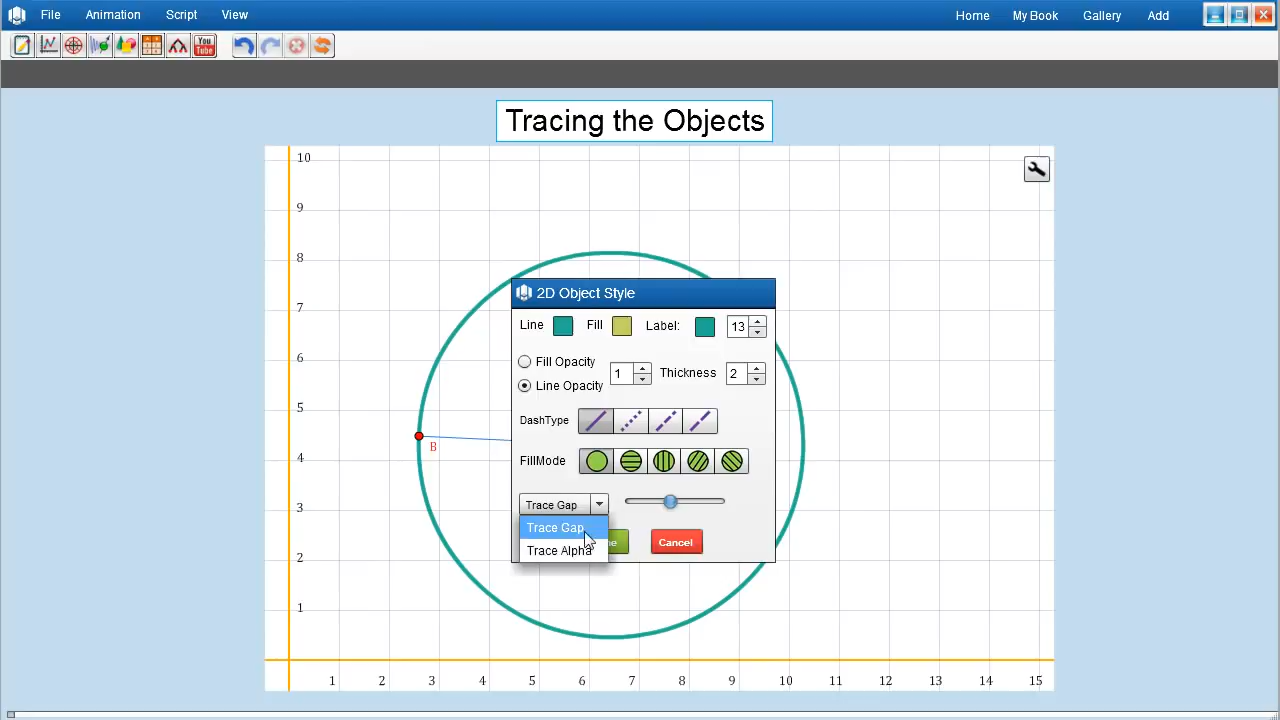 File Animation Script View Home My Book Gallery Add
You Tube
Tracing the Objects
10
9
8
7
6
5
4
3
2
1
B
2D Object Style
Line Fill Label: 13
Fill Opacity
Line Opacity 1 Thickness 2
DashType
FillMode
Trace Gap
Trace Gap
Trace Alpha
Cancel
1 2 3 4 5 6 7 8 9 10 11 12 13 14 15